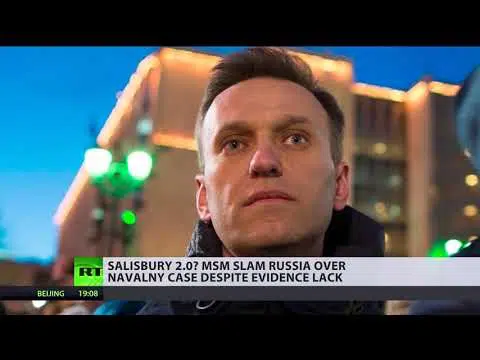 RT
SALISBURY 2.0? MSM SLAM RUSSIA OVER
NAVALNY CASE DESPITE EVIDENCE LACK
BEIJING 19:08